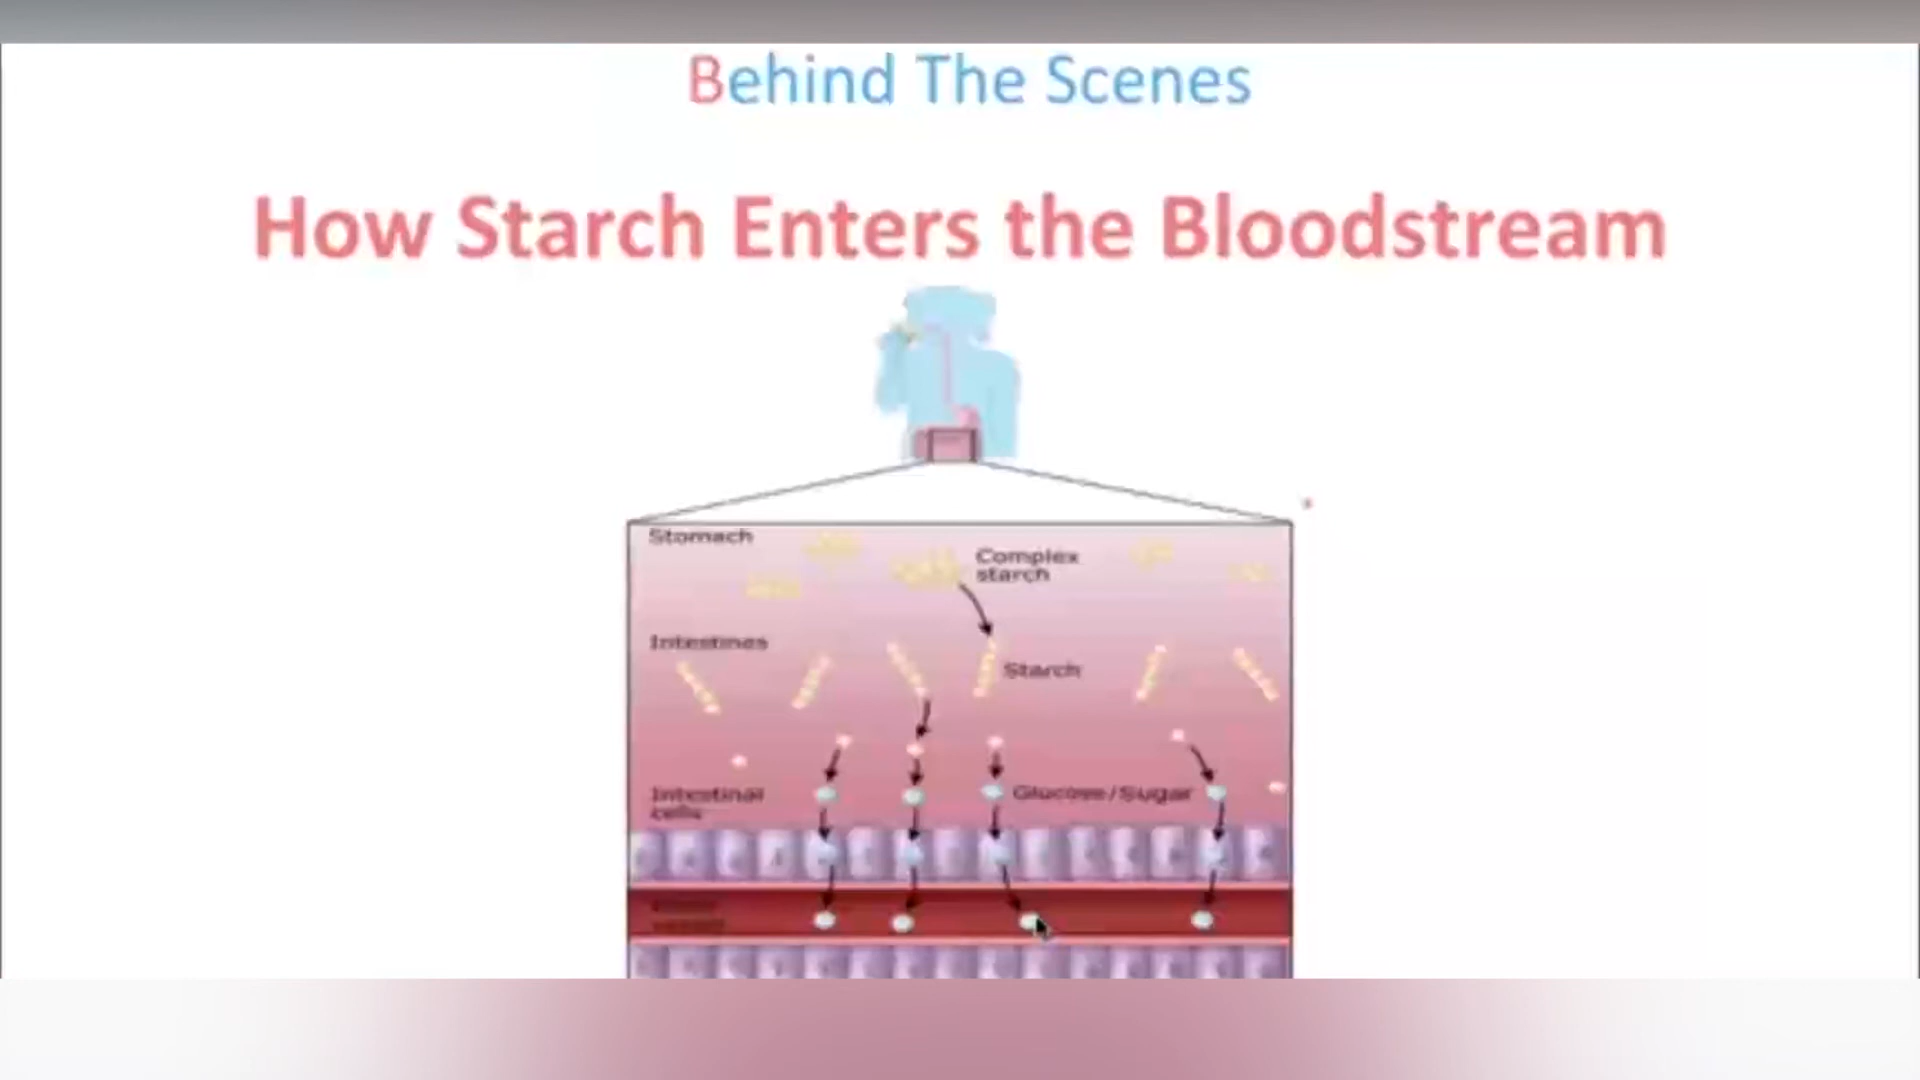 Behind The Scenes
How Starch Enters the Bloodstream
Stomach
Complex
starch
Intestines
Starch
Intestinal
cells
Glucose/Sugar